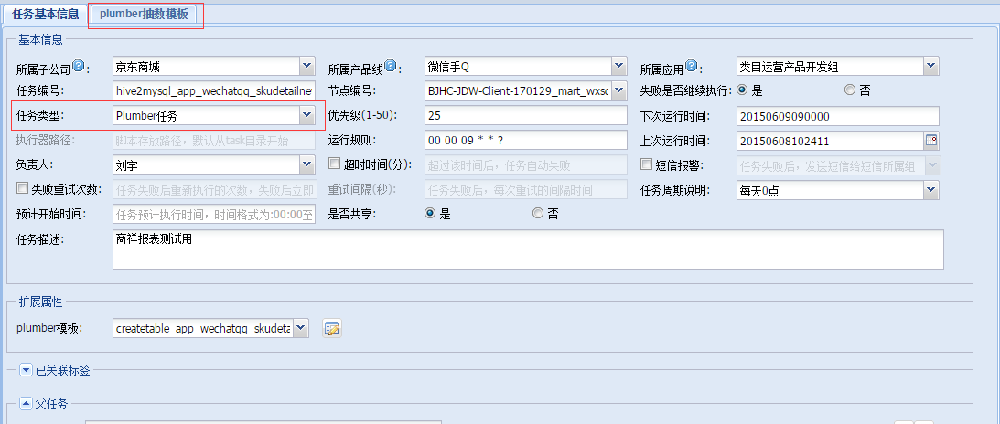 任务基本信息 plumber抽数模板
基本信息
所属子公司: 京东商城 所属产品线: 微信手Q 所属应用: 类目运营产品开发组
任务编号: hive2mysql_app_wechatqq_skudetailne 节点编号: BJHC-JDW-Client-170129_mart_wxsc 失败是否继续执行: 是 否
任务类型: Plumber任务 优先级(1-50): 25 下次运行时间: 20150609090000
执行器路径: 脚本存放路径，默认从task目录开始 运行规则: 00 00 09 * * ? 上次运行时间: 20150608102411
负责人: 刘宇 超时时间(分): 超过该时间后，任务自动失败 短信报警: 任务失败后，发送短信给短信所属组
失败重试次数: 任务失败后重新执行的次数，失败后立即 重试间隔(秒): 任务失败后，每次重试的间隔时间 任务周期说明: 每天0点
预计开始时间: 任务预计执行时间，时间格式为:00:00至 是否共享: 是 否
任务描述: 商祥报表测试用
扩展属性
plumber模板: createtable_app_wechatqq_skudeta
已关联标签
父任务